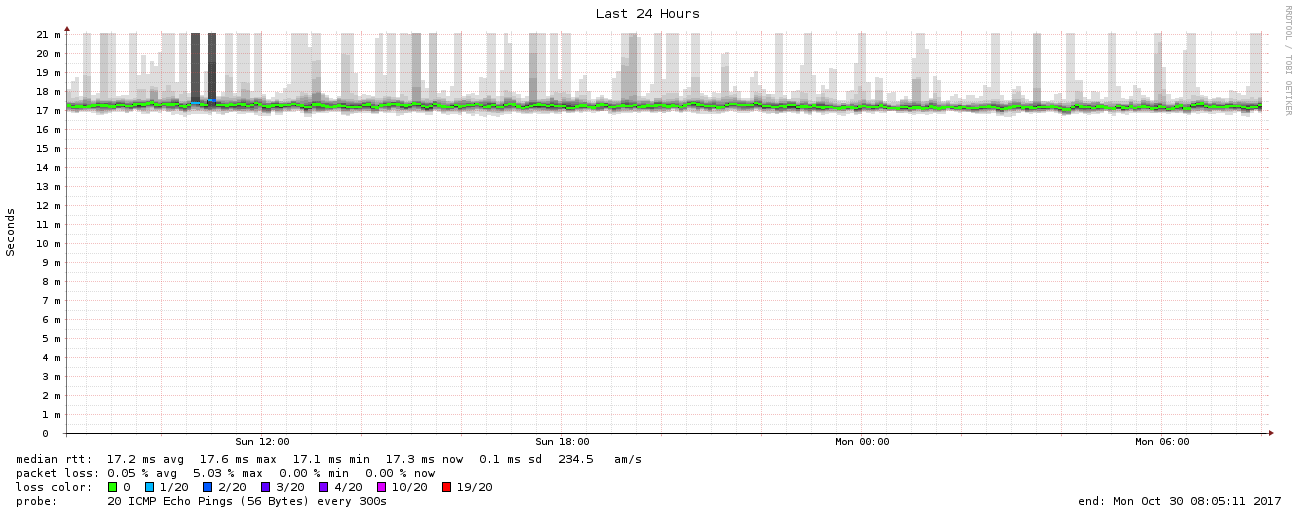 Last 24 Hours
RRDTOOL / TOBI OETIKER
Seconds
21 m
20 m
19 m
18 m
17 m
16 m
15 m
14 m
13 m
12 m
11 m
10 m
9 m
8 m
7 m
6 m
5 m
4 m
3 m
2 m
1 m
0
Sun 12:00 Sun 18:00 Mon 00:00 Mon 06:00
median rtt: 17.2 ms avg 17.6 ms max 17.1 ms min 17.3 ms now 0.1 ms sd 234.5 am/s
packet loss: 0.05 % avg 5.03 % max 0.00 % min 0.00 % now
loss color: 0 1/20 2/20 3/20 4/20 10/20 19/20
probe: 20 ICMP Echo Pings (56 Bytes) every 300s end: Mon Oct 30 08:05:11 2017